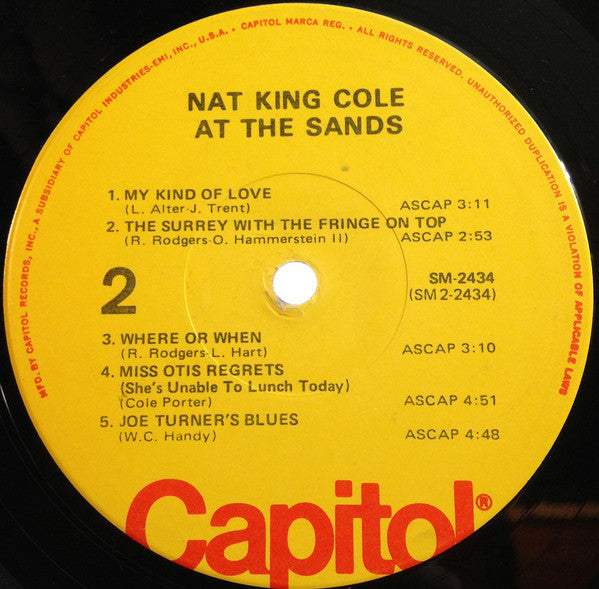 MFD. BY CAPITOL RECORDS, INC., A SUBSIDIARY OF CAPITOL INDUSTRIES-EMI, INC., U.S.A. • CAPITOL MARCA REG. • ALL RIGHTS RESERVED. UNAUTHORIZED DUPLICATION IS A VIOLATION OF APPLICABLE LAWS
NAT KING COLE
AT THE SANDS
1. MY KIND OF LOVE
(L. Alter-J. Trent) ASCAP 3:11
2. THE SURREY WITH THE FRINGE ON TOP
(R. Rodgers-O. Hammerstein II) ASCAP 2:53
2
SM-2434
(SM2-2434)
3. WHERE OR WHEN
(R. Rodgers-L. Hart) ASCAP 3:10
4. MISS OTIS REGRETS
(She's Unable To Lunch Today)
(Cole Porter) ASCAP 4:51
5. JOE TURNER'S BLUES
(W.C. Handy) ASCAP 4:48
Capitol®